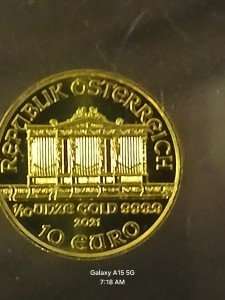 REPUBLIK ÖSTERREICH
1/10 UNZE GOLD 999.9
2021
10 EURO
Galaxy A15 5G
7:18 AM